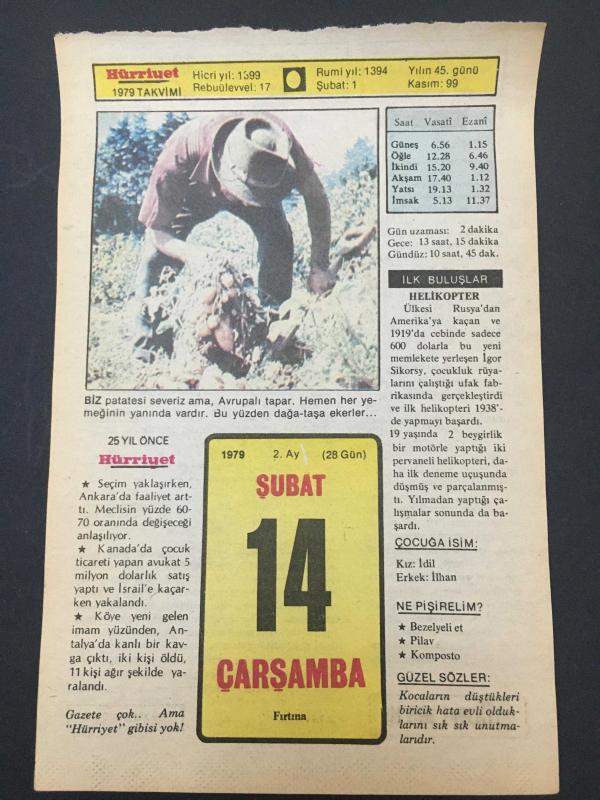 Hürriyet
1979 TAKVİMİ
Hicri yıl: 1399
Rebuülevvel: 17
Rumi yıl: 1394
Şubat: 1
Yılın 45. günü
Kasım: 99
Saat Vasatî Ezanî
Güneş 6.56 1.15
Öğle 12.28 6.46
İkindi 15.20 9.40
Akşam 17.40 1.12
Yatsı 19.13 1.32
İmsak 5.13 11.37
Gün uzaması: 2 dakika
Gece: 13 saat, 15 dakika
Gündüz: 10 saat, 45 dak.
BİZ patatesi severiz ama, Avrupalı tapar. Hemen her ye-
meğinin yanında vardır. Bu yüzden dağa-taşa ekerler...
İLK BULUŞLAR
HELİKOPTER
Ülkesi Rusya'dan
Amerika'ya kaçan ve
1919'da cebinde sadece
600 dolarla bu yeni
memlekete yerleşen İgor
Sikorsy, çocukluk rüya-
larını çalıştığı ufak fab-
rikasında gerçekleştirdi
ve ilk helikopteri 1938'-
de yapmayı başardı.
19 yaşında 2 beygirlik
bir motörle yaptığı iki
pervaneli helikopteri, da-
ha ilk deneme uçuşunda
düşmüş ve parçalanmış-
tı. Yılmadan yaptığı ça-
lışmalar sonunda da ba-
şardı.
ÇOCUĞA İSİM:
Kız: İdil
Erkek: İlhan
NE PİŞİRELİM?
★ Bezelyeli et
★ Pilav
★ Komposto
GÜZEL SÖZLER:
Kocaların düştükleri
biricik hata evli olduk-
larını sık sık unutma-
larıdır.
25 YIL ÖNCE
Hürriyet
★ Seçim yaklaşırken,
Ankara'da faaliyet art-
tı. Meclisin yüzde 60-
70 oranında değişeceği
anlaşılıyor.
★ Kanada'da çocuk
ticareti yapan avukat 5
milyon dolarlık satış
yaptı ve İsrail'e kaçar-
ken yakalandı.
★ Köye yeni gelen
imam yüzünden, An-
talya'da kanlı bir kav-
ga çıktı, iki kişi öldü,
11 kişi ağır şekilde ya-
ralandı.
Gazete çok.. Ama
"Hürriyet" gibisi yok!
1979 2. Ay (28 Gün)
ŞUBAT
14
ÇARŞAMBA
Fırtına